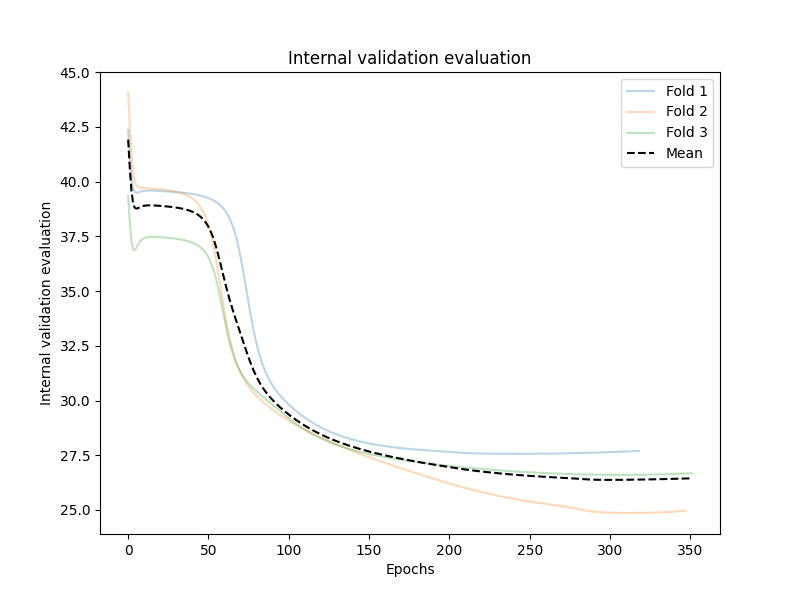 Internal validation evaluation
Internal validation evaluation
45.0
42.5
40.0
37.5
35.0
32.5
30.0
27.5
25.0
Fold 1
Fold 2
Fold 3
Mean
0 50 100 150 200 250 300 350
Epochs